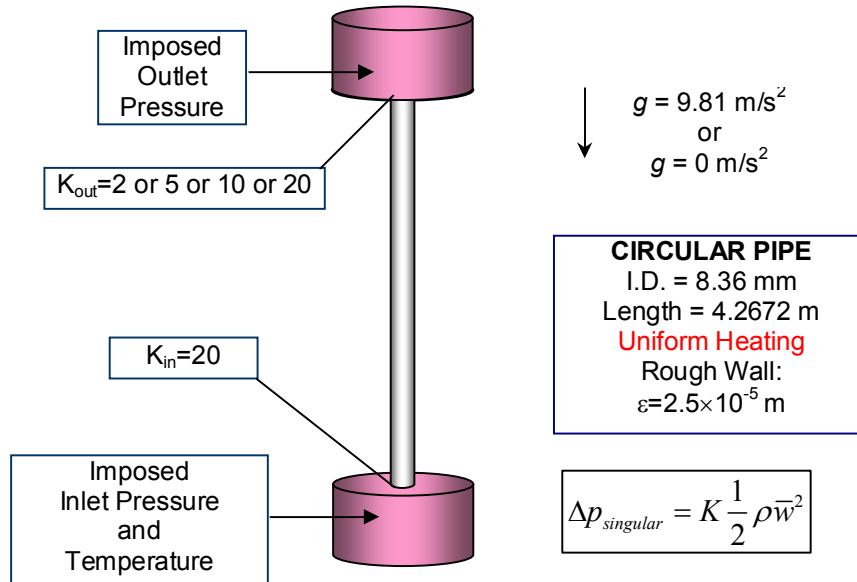 Imposed
Outlet
Pressure
g = 9.81 m/s²
or
g = 0 m/s²
K_out=2 or 5 or 10 or 20
CIRCULAR PIPE
I.D. = 8.36 mm
Length = 4.2672 m
Uniform Heating
Rough Wall:
ε=2.5×10⁻⁵ m
K_in=20
Imposed
Inlet Pressure
and
Temperature
Δp_singular = K 1/2 ρw̅²